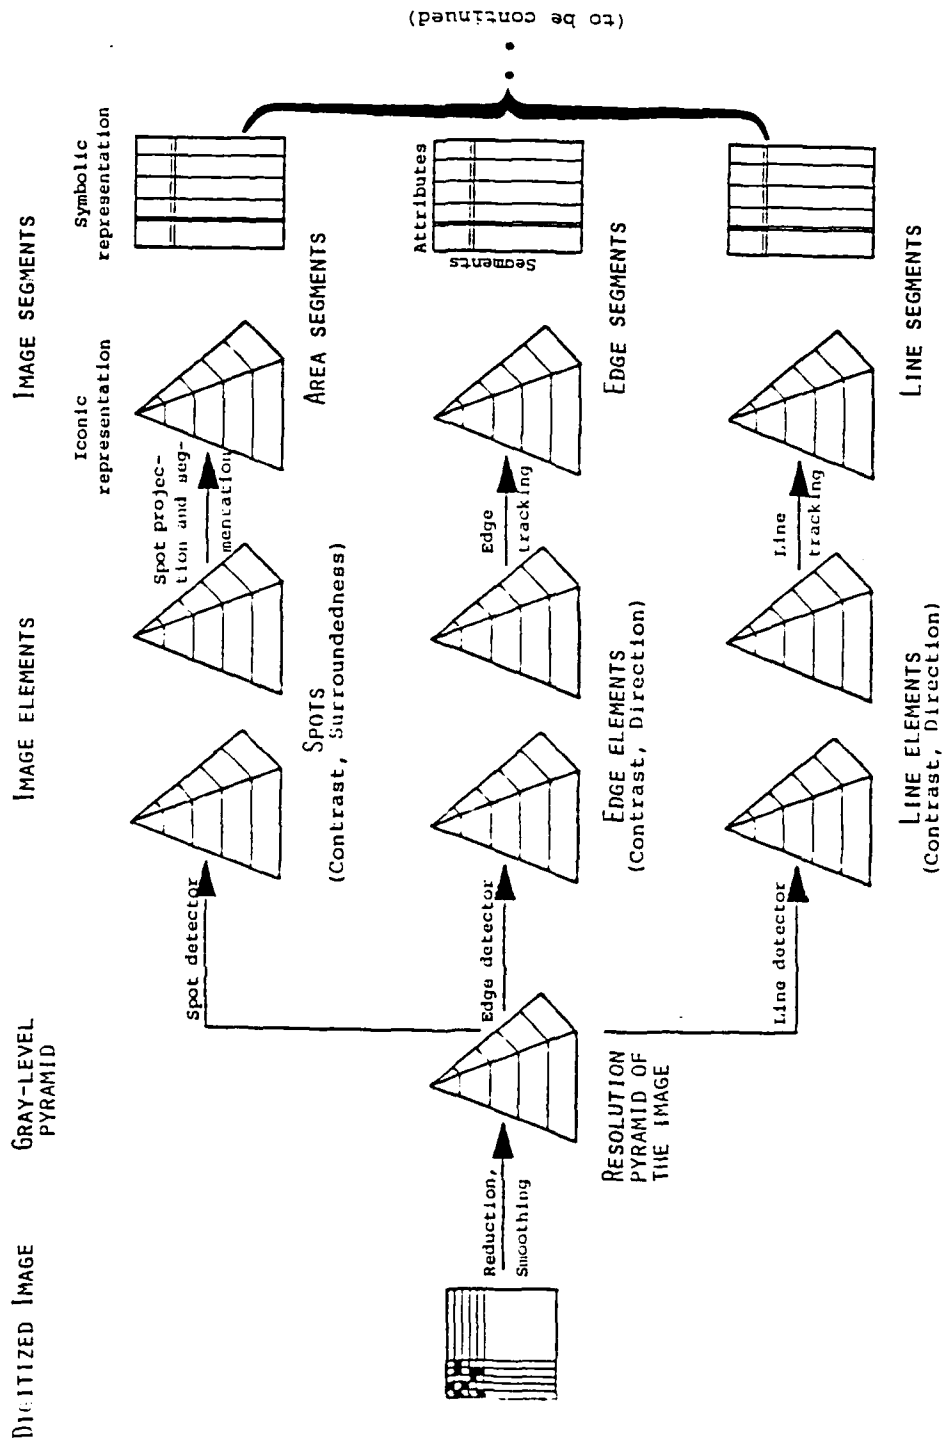 DIGITIZED IMAGE
GRAY-LEVEL
PYRAMID
IMAGE ELEMENTS
IMAGE SEGMENTS
Iconic
representation
Symbolic
representation
Reduction,
Smoothing
RESOLUTION
PYRAMID OF
THE IMAGE
Spot detector
SPOTS
(Contrast, Surroundedness)
Spot projec-
tion and seg-
mentation
AREA SEGMENTS
Edge detector
EDGE ELEMENTS
(Contrast, Direction)
Edge
tracking
Attributes
Segments
EDGE SEGMENTS
Line detector
LINE ELEMENTS
(Contrast, Direction)
Line
tracking
LINE SEGMENTS
(to be continued)